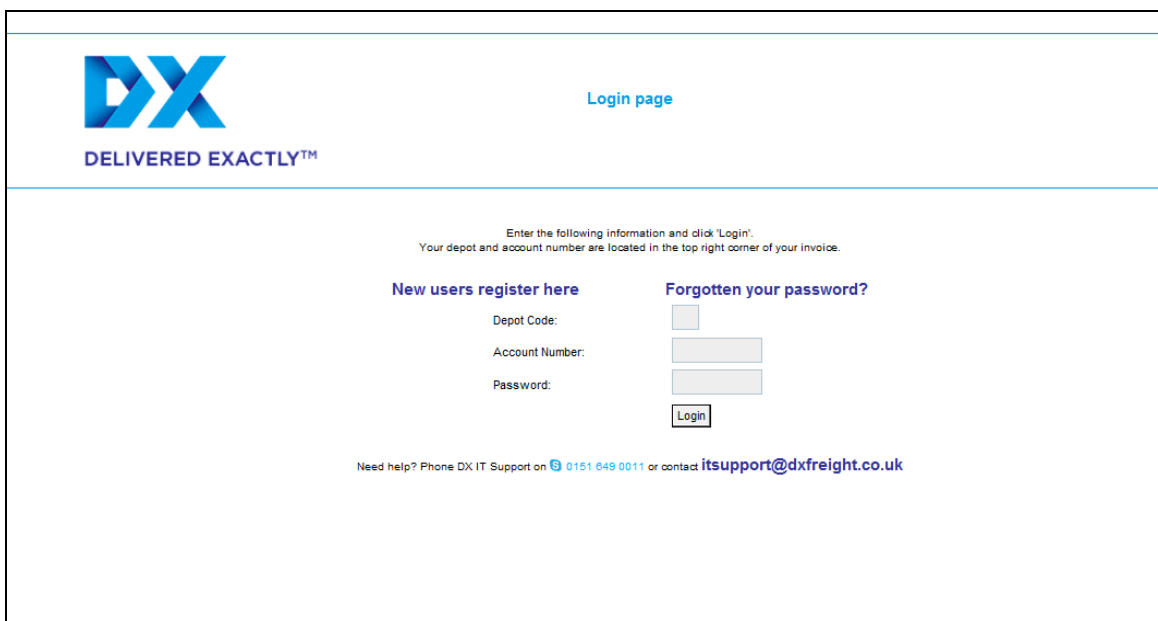 DX
Login page
DELIVERED EXACTLY™
Enter the following information and click 'Login'.
Your depot and account number are located in the top right corner of your invoice.
New users register here Forgotten your password?
Depot Code:
Account Number:
Password:
Login
Need help? Phone DX IT Support on 0151 649 0011 or contact itsupport@dxfreight.co.uk